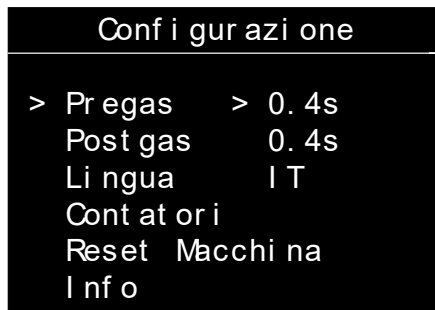 Configurazione
> Pregas > 0.4s
Postgas 0.4s
Lingua IT
Contatori
Reset Macchina
Info